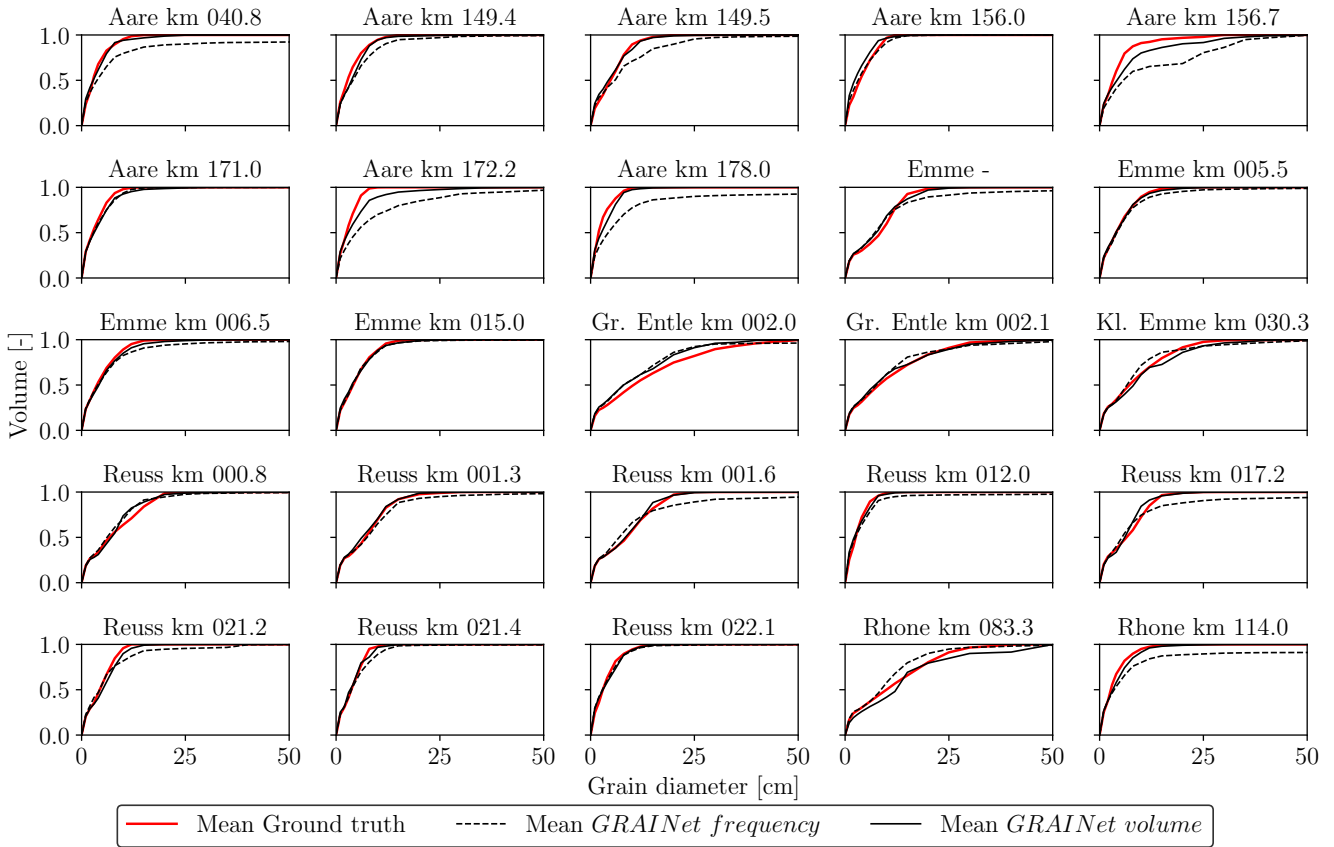 Aare km 040.8 Aare km 149.4 Aare km 149.5 Aare km 156.0 Aare km 156.7
1.0
0.5
0.0
Aare km 171.0 Aare km 172.2 Aare km 178.0 Emme - Emme km 005.5
1.0
0.5
0.0
Emme km 006.5 Emme km 015.0 Gr. Entle km 002.0 Gr. Entle km 002.1 Kl. Emme km 030.3
1.0
0.5
0.0
Volume [-]
Reuss km 000.8 Reuss km 001.3 Reuss km 001.6 Reuss km 012.0 Reuss km 017.2
1.0
0.5
0.0
Reuss km 021.2 Reuss km 021.4 Reuss km 022.1 Rhone km 083.3 Rhone km 114.0
1.0
0.5
0.0
0 25 50 0 25 50 0 25 50 0 25 50 0 25 50
Grain diameter [cm]
Mean Ground truth Mean GRAINet frequency Mean GRAINet volume